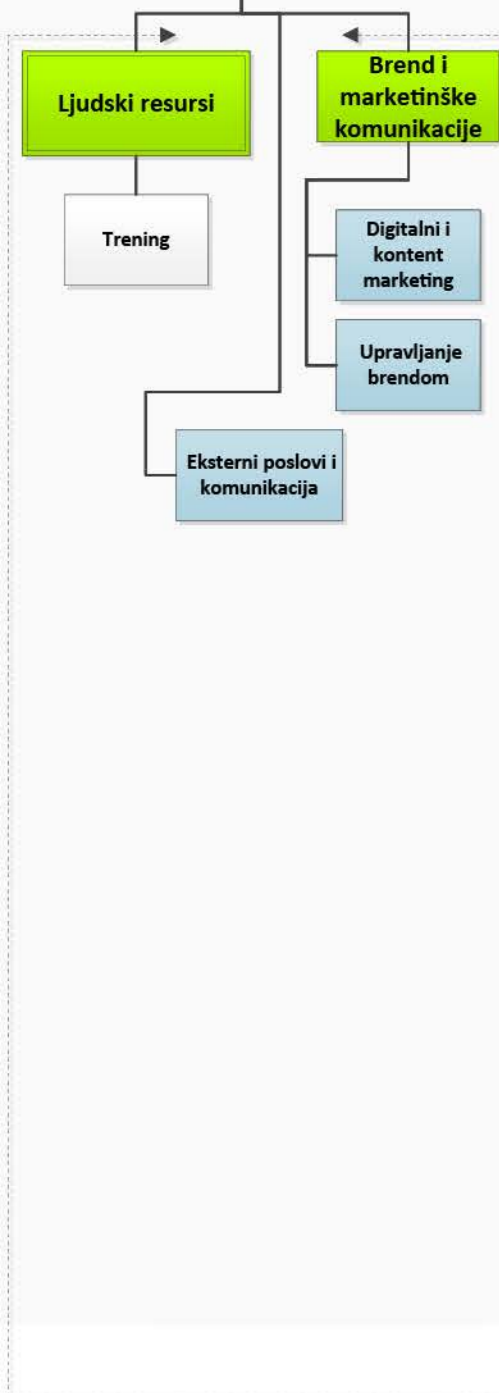 Ljudski resursi
Trening
Brend i
marketinške
komunikacije
Digitalni i
kontent
marketing
Upravljanje
brendom
Eksterni poslovi i
komunikacija